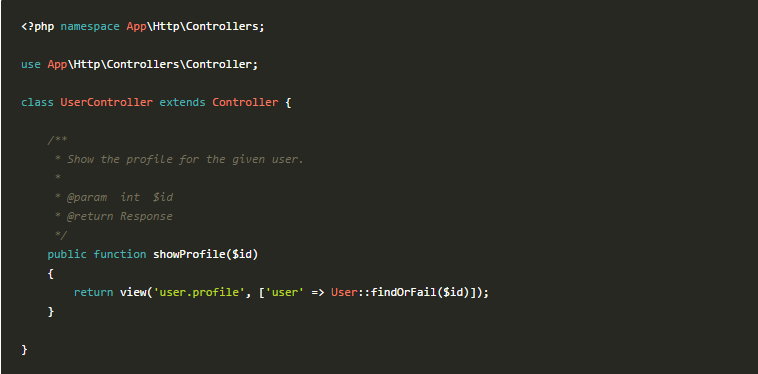 <?php namespace App\Http\Controllers;
use App\Http\Controllers\Controller;
class UserController extends Controller {
/**
* Show the profile for the given user.
*
* @param  int  $id
* @return Response
*/
public function showProfile($id)
{
return view('user.profile', ['user' => User::findOrFail($id)]);
}
}